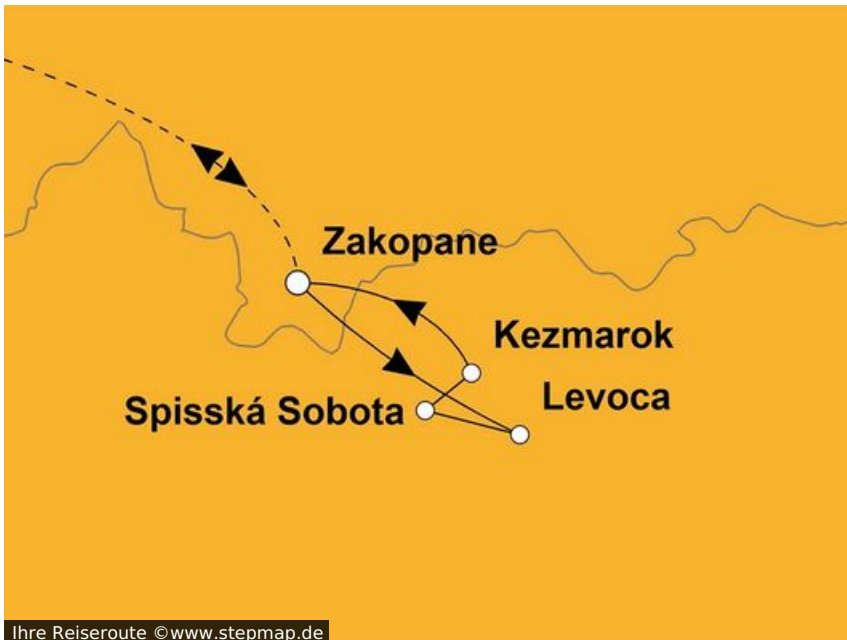 Zakopane
Kezmarok
Levoca
Spisská Sobota
Ihre Reiseroute ©www.stepmap.de